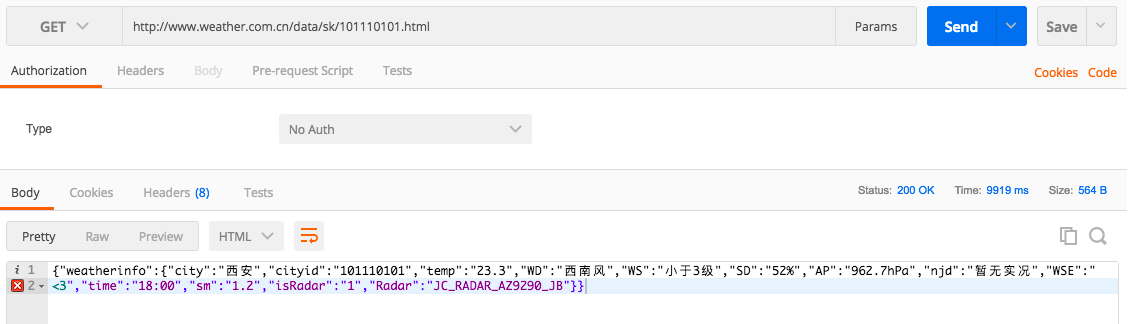 GET http://www.weather.com.cn/data/sk/101110101.html Params Send Save
Authorization Headers Body Pre-request Script Tests Cookies Code
Type No Auth
Body Cookies Headers (8) Tests Status: 200 OK Time: 9919 ms Size: 564 B
Pretty Raw Preview HTML
i 1 {"weatherinfo":{"city":"西安","cityid":"101110101","temp":"23.3","WD":"西南风","WS":"小于3级","SD":"52%","AP":"962.7hPa","njd":"暂无实况","WSE":"
2 <3","time":"18:00","sm":"1.2","isRadar":"1","Radar":"JC_RADAR_AZ9290_JB"}}